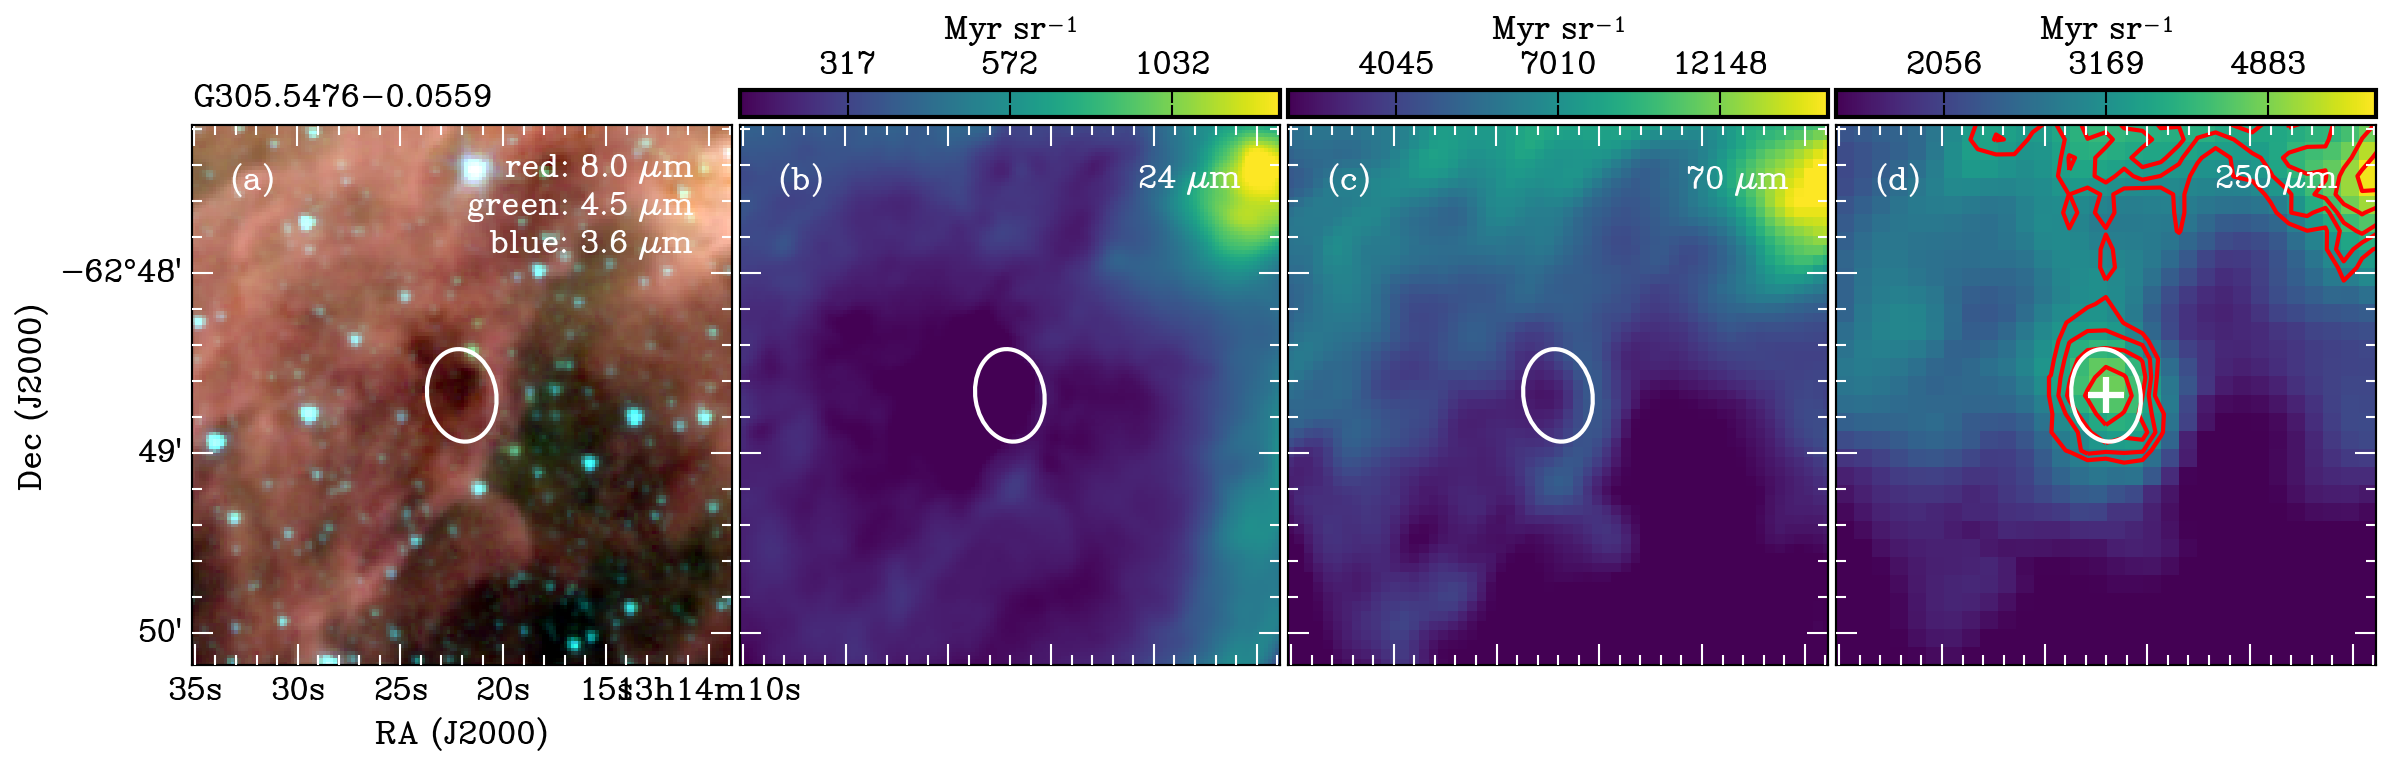 Myr sr⁻¹
Myr sr⁻¹
Myr sr⁻¹
317 572 1032
4045 7010 12148
2056 3169 4883
G305.5476−0.0559
(a)
red: 8.0 μm
green: 4.5 μm
blue: 3.6 μm
(b)
24 μm
(c)
70 μm
(d)
250 μm
−62°48'
49'
50'
Dec (J2000)
35s 30s 25s 20s 15s 13h14m10s
RA (J2000)